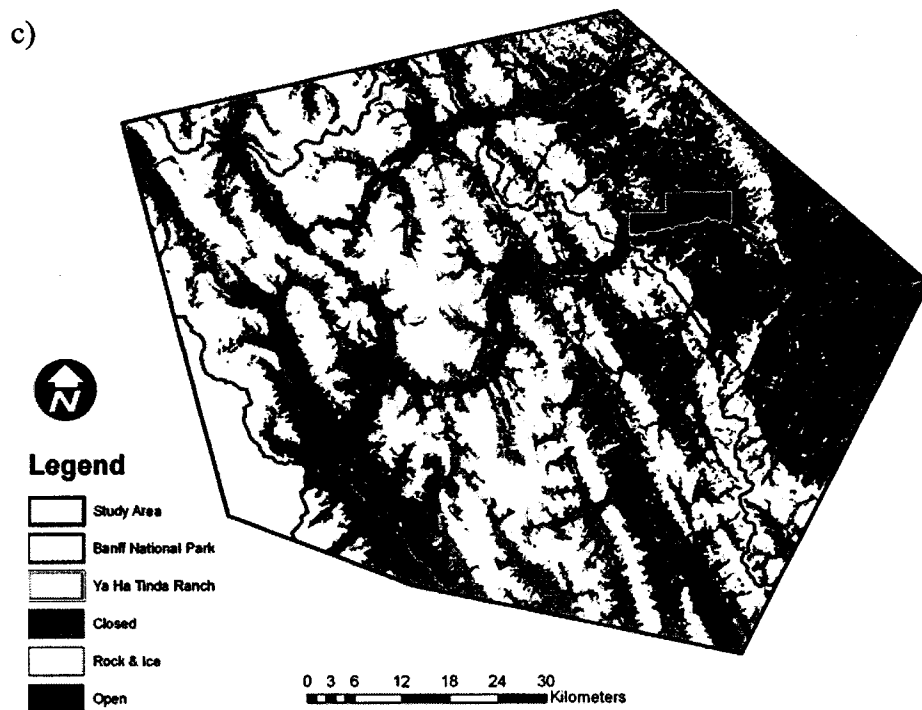 c)
N
Legend
Study Area
Banff National Park
Ya Ha Tinda Ranch
Closed
Rock & Ice
Open
0 3 6 12 18 24 30
Kilometers